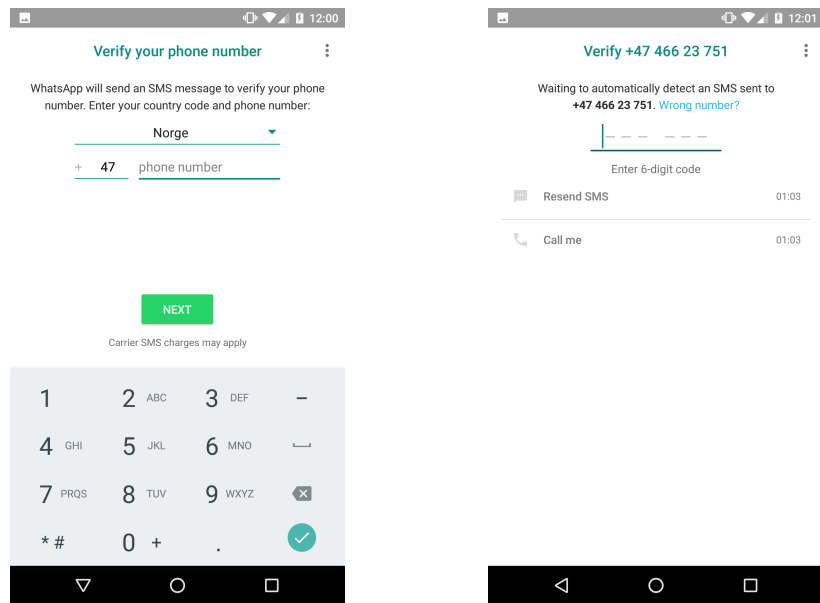 12:00
Verify your phone number
WhatsApp will send an SMS message to verify your phone
number. Enter your country code and phone number:
Norge
+ 47 phone number
NEXT
Carrier SMS charges may apply
1 2 ABC 3 DEF –
4 GHI 5 JKL 6 MNO
7 PRQS 8 TUV 9 WXYZ
* # 0 + .
12:01
Verify +47 466 23 751
Waiting to automatically detect an SMS sent to
+47 466 23 751. Wrong number?
– – – – – –
Enter 6-digit code
Resend SMS 01:03
Call me 01:03